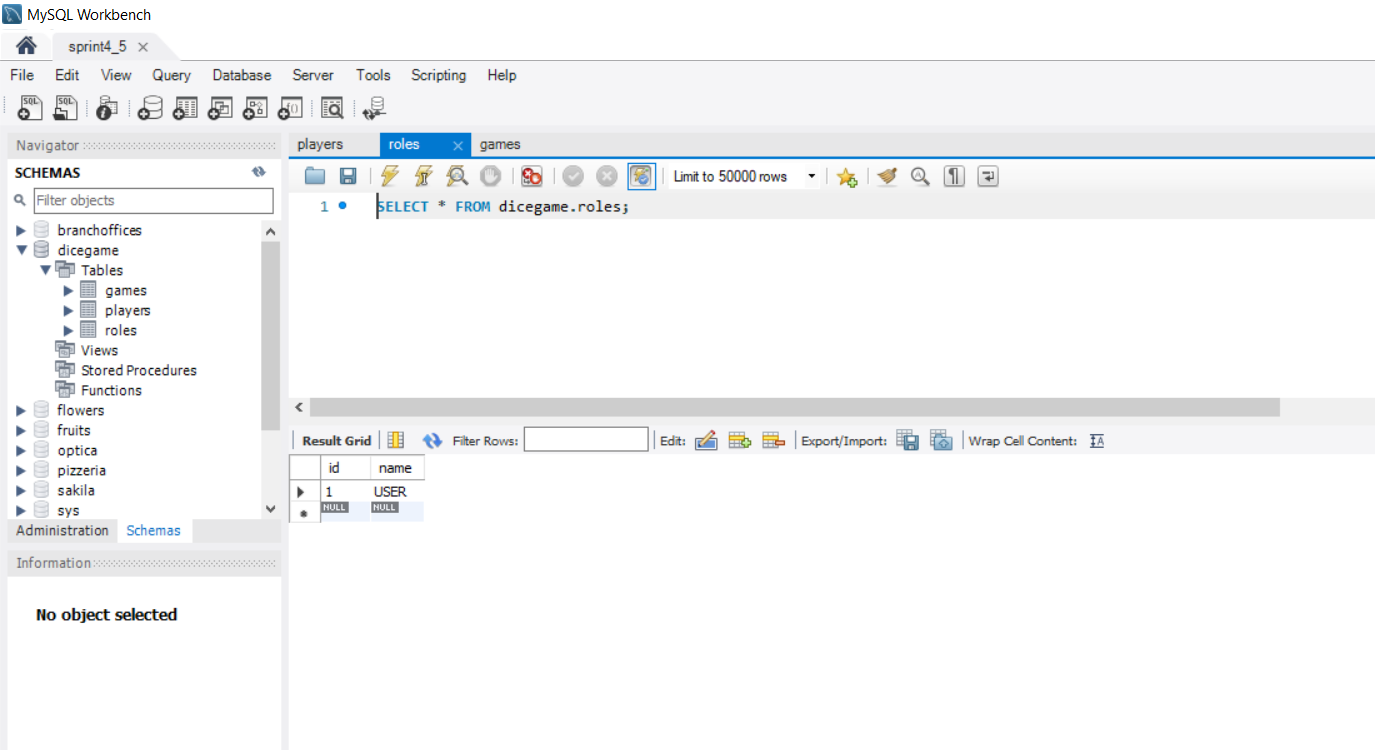 MySQL Workbench
sprint4_5
File Edit View Query Database Server Tools Scripting Help
SQL SQL
Navigator
SCHEMAS
Filter objects
branchoffices
dicegame
Tables
games
players
roles
Views
Stored Procedures
Functions
flowers
fruits
optica
pizzeria
sakila
sys
Administration Schemas
Information
No object selected
players roles games
Limit to 50000 rows
1 SELECT * FROM dicegame.roles;
Result Grid Filter Rows: Edit: Export/Import: Wrap Cell Content:
id name
1 USER
NULL NULL